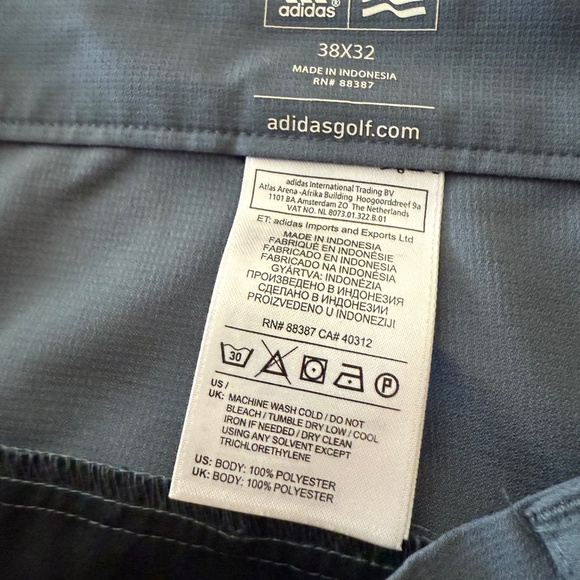 adidas®
38X32
MADE IN INDONESIA
RN# 88387
adidasgolf.com
adidas International Trading BV
Atlas Arena -Afrika Building Hoogoorddreef 9a
1101 BA Amsterdam ZO The Netherlands
VAT NO. NL 8073.01.322.B.01
ET: adidas Imports and Exports Ltd
MADE IN INDONESIA
FABRIQUÉ EN INDONÉSIE
FABRICADO EN INDONESIA
FABRICADO NA INDONÉSIA
GYÁRTVA: INDONÉZIA
ПРОИЗВЕДЕНО В ИНДОНЕЗИЯ
СДЕЛАНО В ИНДОНЕЗИИ
PROIZVEDENO U INDONEZIJI
RN# 88387 CA# 40312
30 P
US /
UK: MACHINE WASH COLD / DO NOT
BLEACH / TUMBLE DRY LOW / COOL
IRON IF NEEDED / DRY CLEAN
USING ANY SOLVENT EXCEPT
TRICHLORETHYLENE
US: BODY: 100% POLYESTER
UK: BODY: 100% POLYESTER